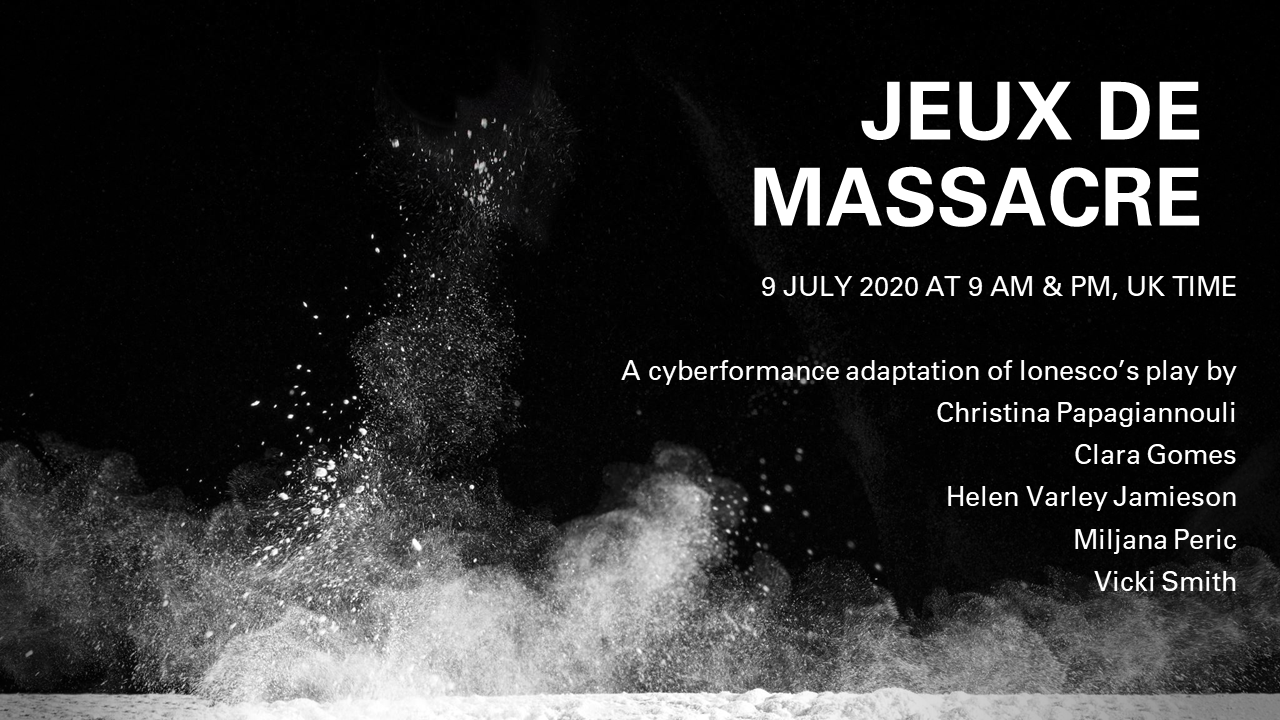 JEUX DE
MASSACRE
9 JULY 2020 AT 9 AM & PM, UK TIME
A cyberformance adaptation of Ionesco’s play by
Christina Papagiannouli
Clara Gomes
Helen Varley Jamieson
Miljana Peric
Vicki Smith